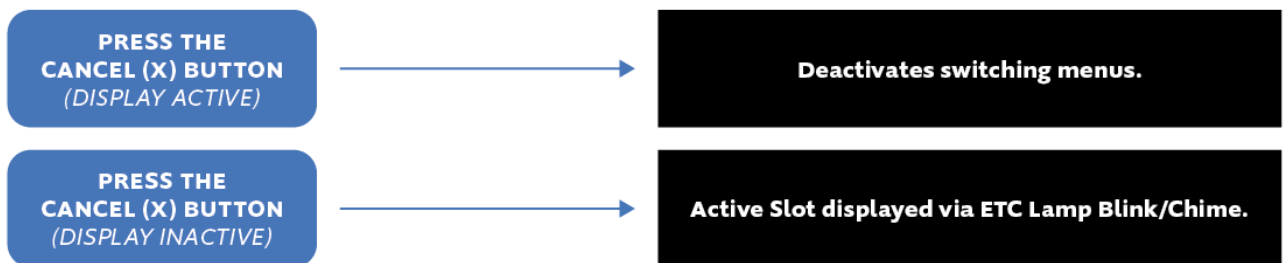 PRESS THE
CANCEL (X) BUTTON
(DISPLAY ACTIVE)
Deactivates switching menus.
PRESS THE
CANCEL (X) BUTTON
(DISPLAY INACTIVE)
Active Slot displayed via ETC Lamp Blink/Chime.